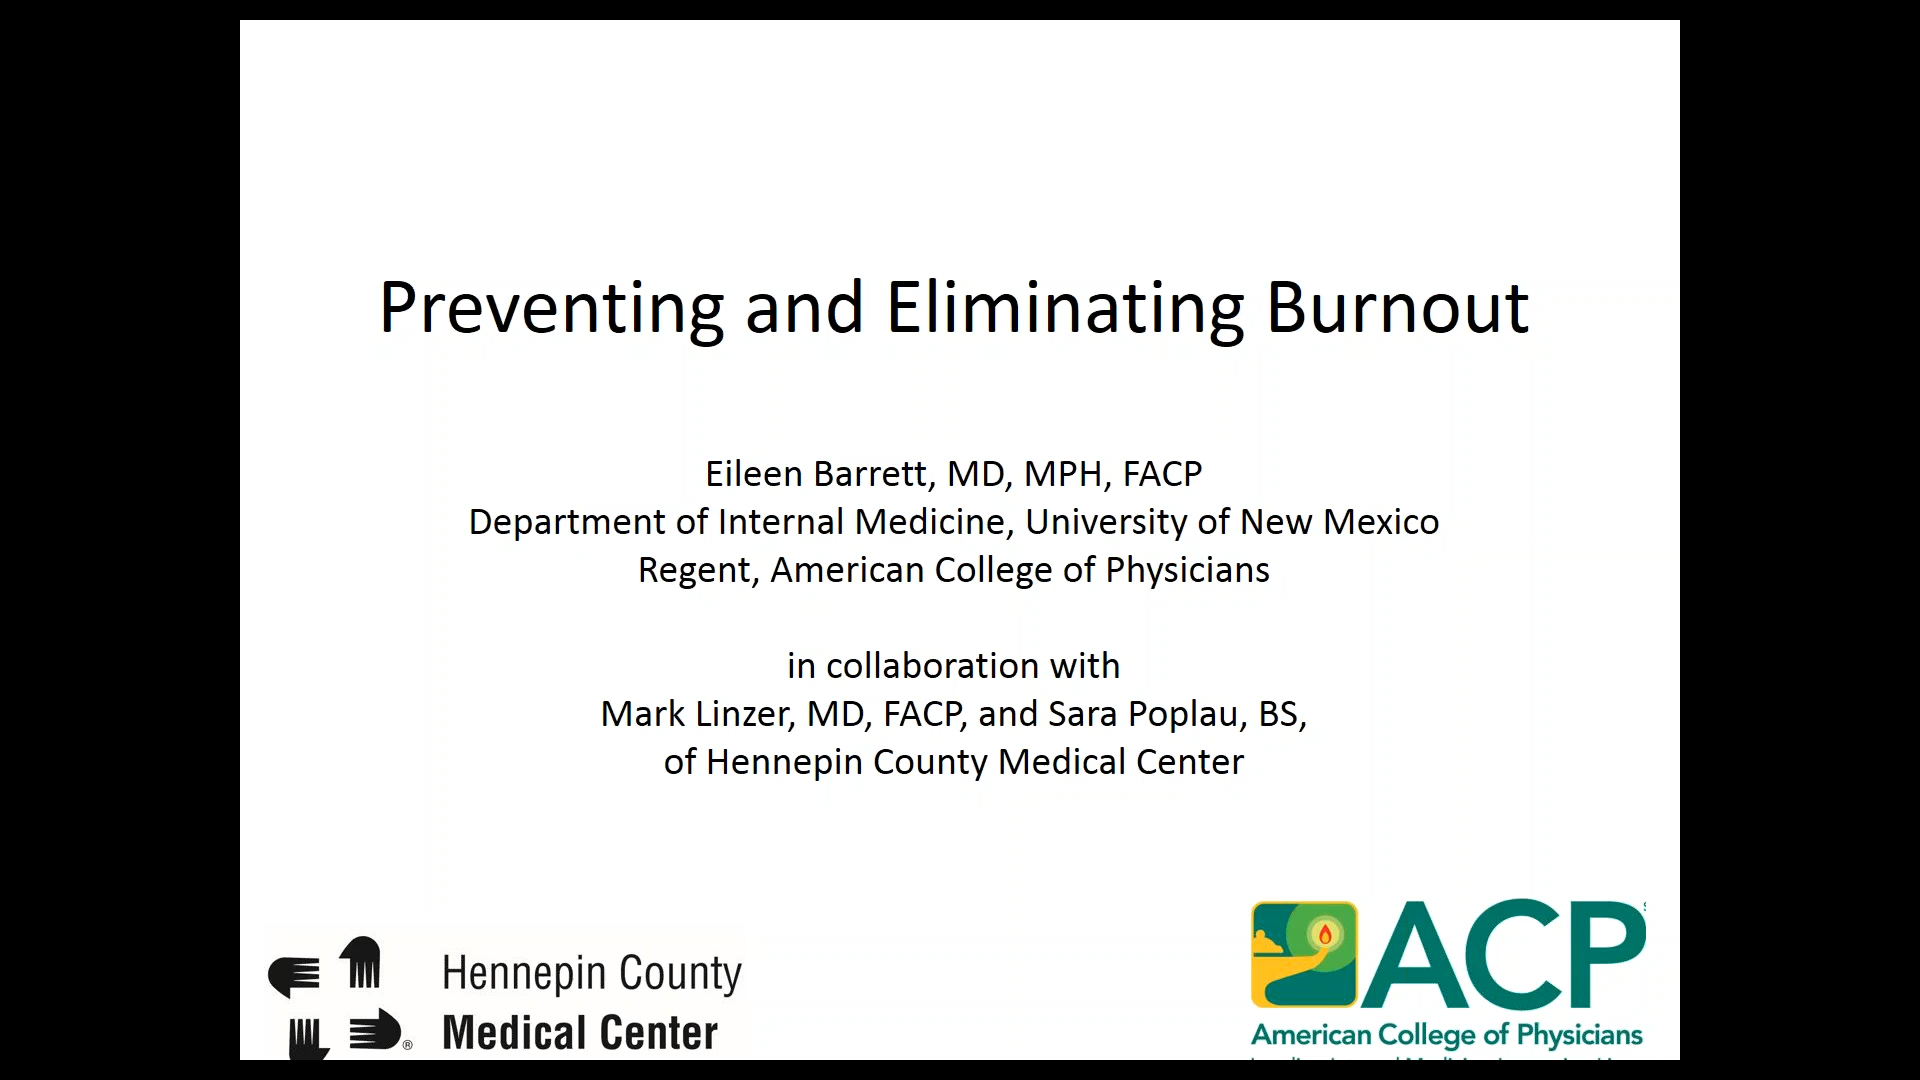 Preventing and Eliminating Burnout
Eileen Barrett, MD, MPH, FACP
Department of Internal Medicine, University of New Mexico
Regent, American College of Physicians
in collaboration with
Mark Linzer, MD, FACP, and Sara Poplau, BS,
of Hennepin County Medical Center
Hennepin County
Medical Center
®
ACP
American College of Physicians